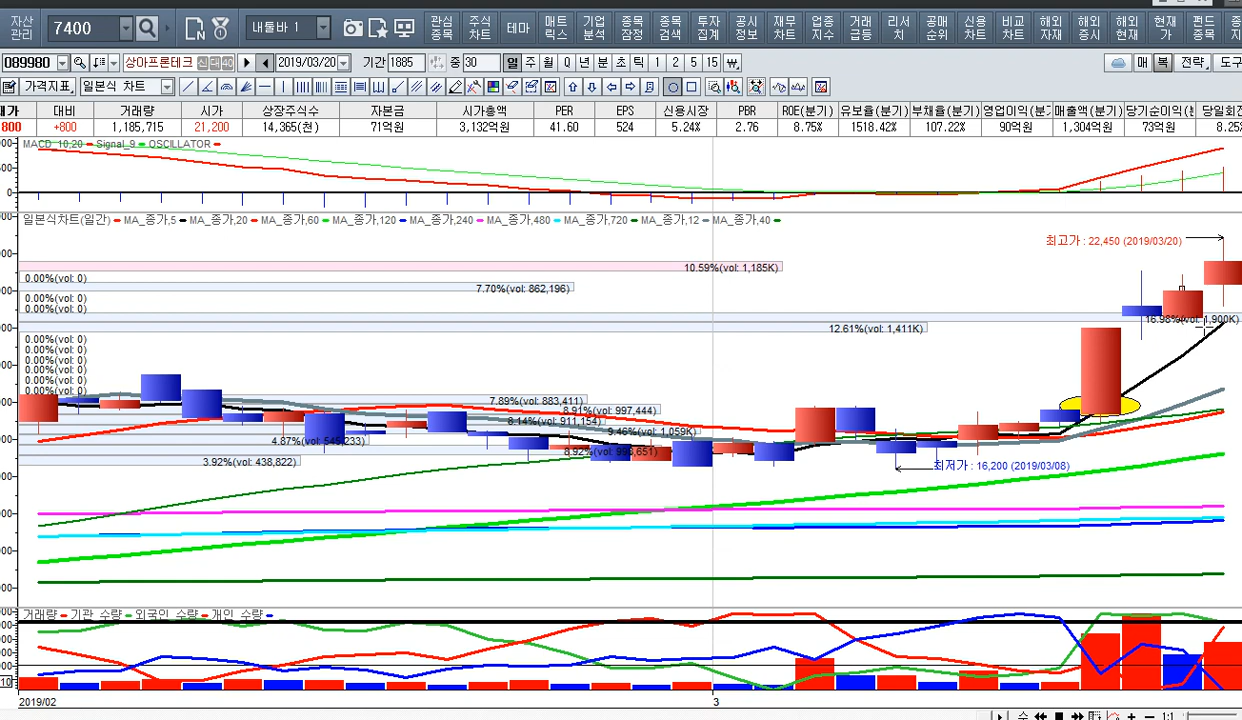 자산 관리 7400 내툴바 1 관심 종목 주식 차트 테마 매트 릭스 기업 분석 종목 잠정 종목 검색 투자 집계 공시 정보 재무 차트 업종 지수 거래 급등 리서 치 공매 순위 신용 차트 비교 차트 해외 자재 해외 증시 해외 현재 현재 가 펀드 종목
089980 상아프론테크 신 대 40 2019/03/20 기간 1885 중 30 일 주 월 Q 년 분 초 틱 1 2 3 5 15 매 복 전략 도구
가격지표 일본식 차트
가 대비 거래량 시가 상장주식수 자본금 시가총액 PER EPS 신용시장 PBR ROE(분기) 유보율(분기) 부채율(분기) 영업이익(분기 매출액(분기) 당기순이익( 당일회전
800 +800 1,185,715 21,200 14,365(천) 71억원 3,132억원 41.60 524 5.24% 2.76 8.75% 1518.42% 107.22% 90억원 1,304억원 73억원 8.25%
MACD 10,20 Signal_9 OSCILLATOR
0
일본식차트(일간) MA_종가,5 MA_종가,20 MA_종가,60 MA_종가,120 MA_종가,240 MA_종가,480 MA_종가,720 MA_종가,12 MA_종가,40
최고가 : 22,450 (2019/03/20)
10.59%(vol: 1,185K)
0.00%(vol: 0)
7.70%(vol: 862,196)
0.00%(vol: 0)
0.00%(vol: 0)
16.98%(vol: 1,900K)
12.61%(vol: 1,411K)
0.00%(vol: 0)
0.00%(vol: 0)
0.00%(vol: 0)
0.00%(vol: 0)
0.00%(vol: 0)
0.00%(vol: 0)
7.89%(vol: 883,411)
8.91%(vol: 997,444)
8.14%(vol: 911,154)
9.46%(vol: 1,059K)
4.87%(vol: 545,233)
8.92%(vol: 998,651)
3.92%(vol: 438,822)
최저가 : 16,200 (2019/03/08)
거래량 기관_수량 외국인_수량 개인_수량
2019/02 3
1:1